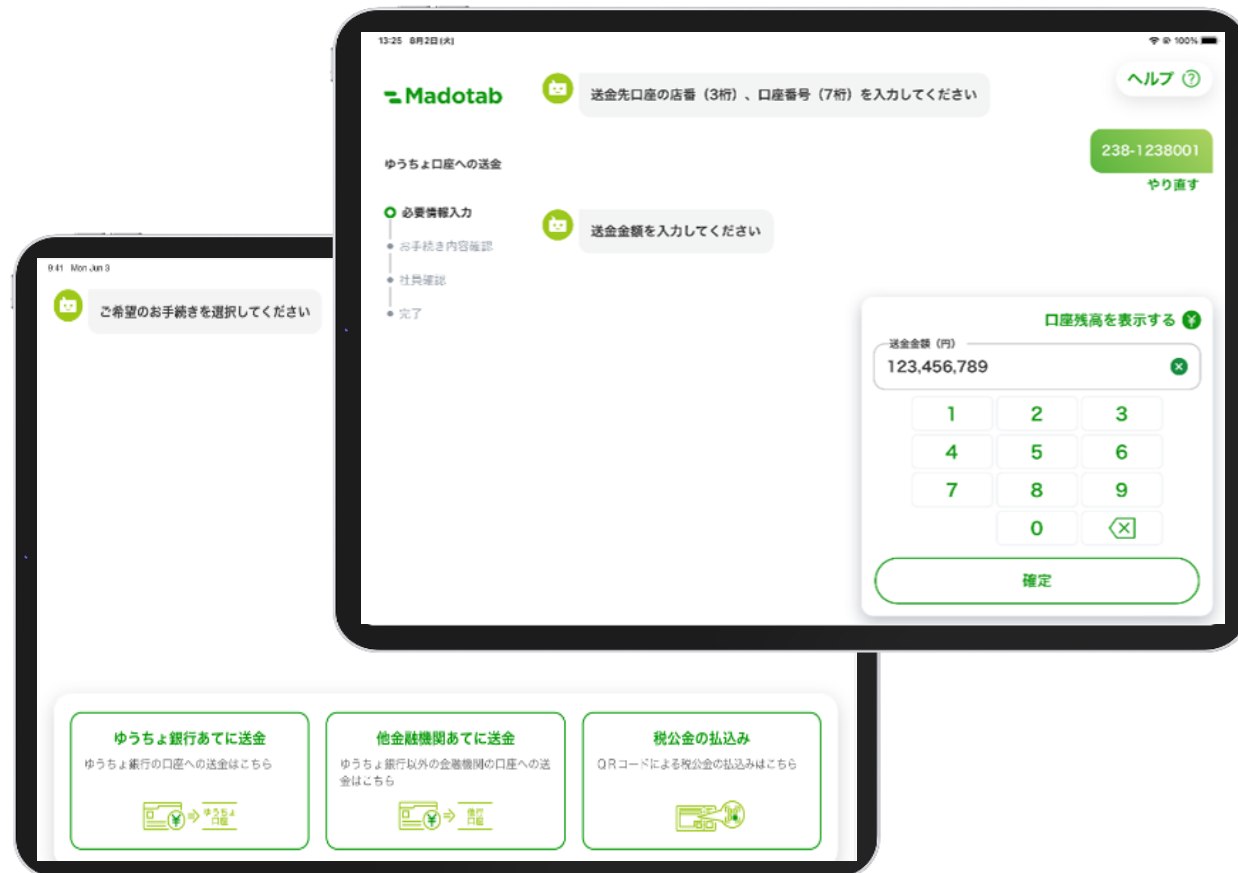 13:25 8月2日(火)
100%
Madotab
送金先口座の店番（3桁）、口座番号（7桁）を入力してください
ヘルプ ?
238-1238001
やり直す
ゆうちょ口座への送金
必要情報入力
お手続き内容確認
社員確認
完了
送金金額を入力してください
口座残高を表示する ¥
送金金額（円）
123,456,789
1 2 3
4 5 6
7 8 9
0
確定
9:41 Mon Jun 3
ご希望のお手続きを選択してください
ゆうちょ銀行あてに送金
ゆうちょ銀行の口座への送金はこちら
¥
ゆうちょ
口座
他金融機関あてに送金
ゆうちょ銀行以外の金融機関の口座への送
金はこちら
¥
他行
口座
税公金の払込み
QRコードによる税公金の払込みはこちら